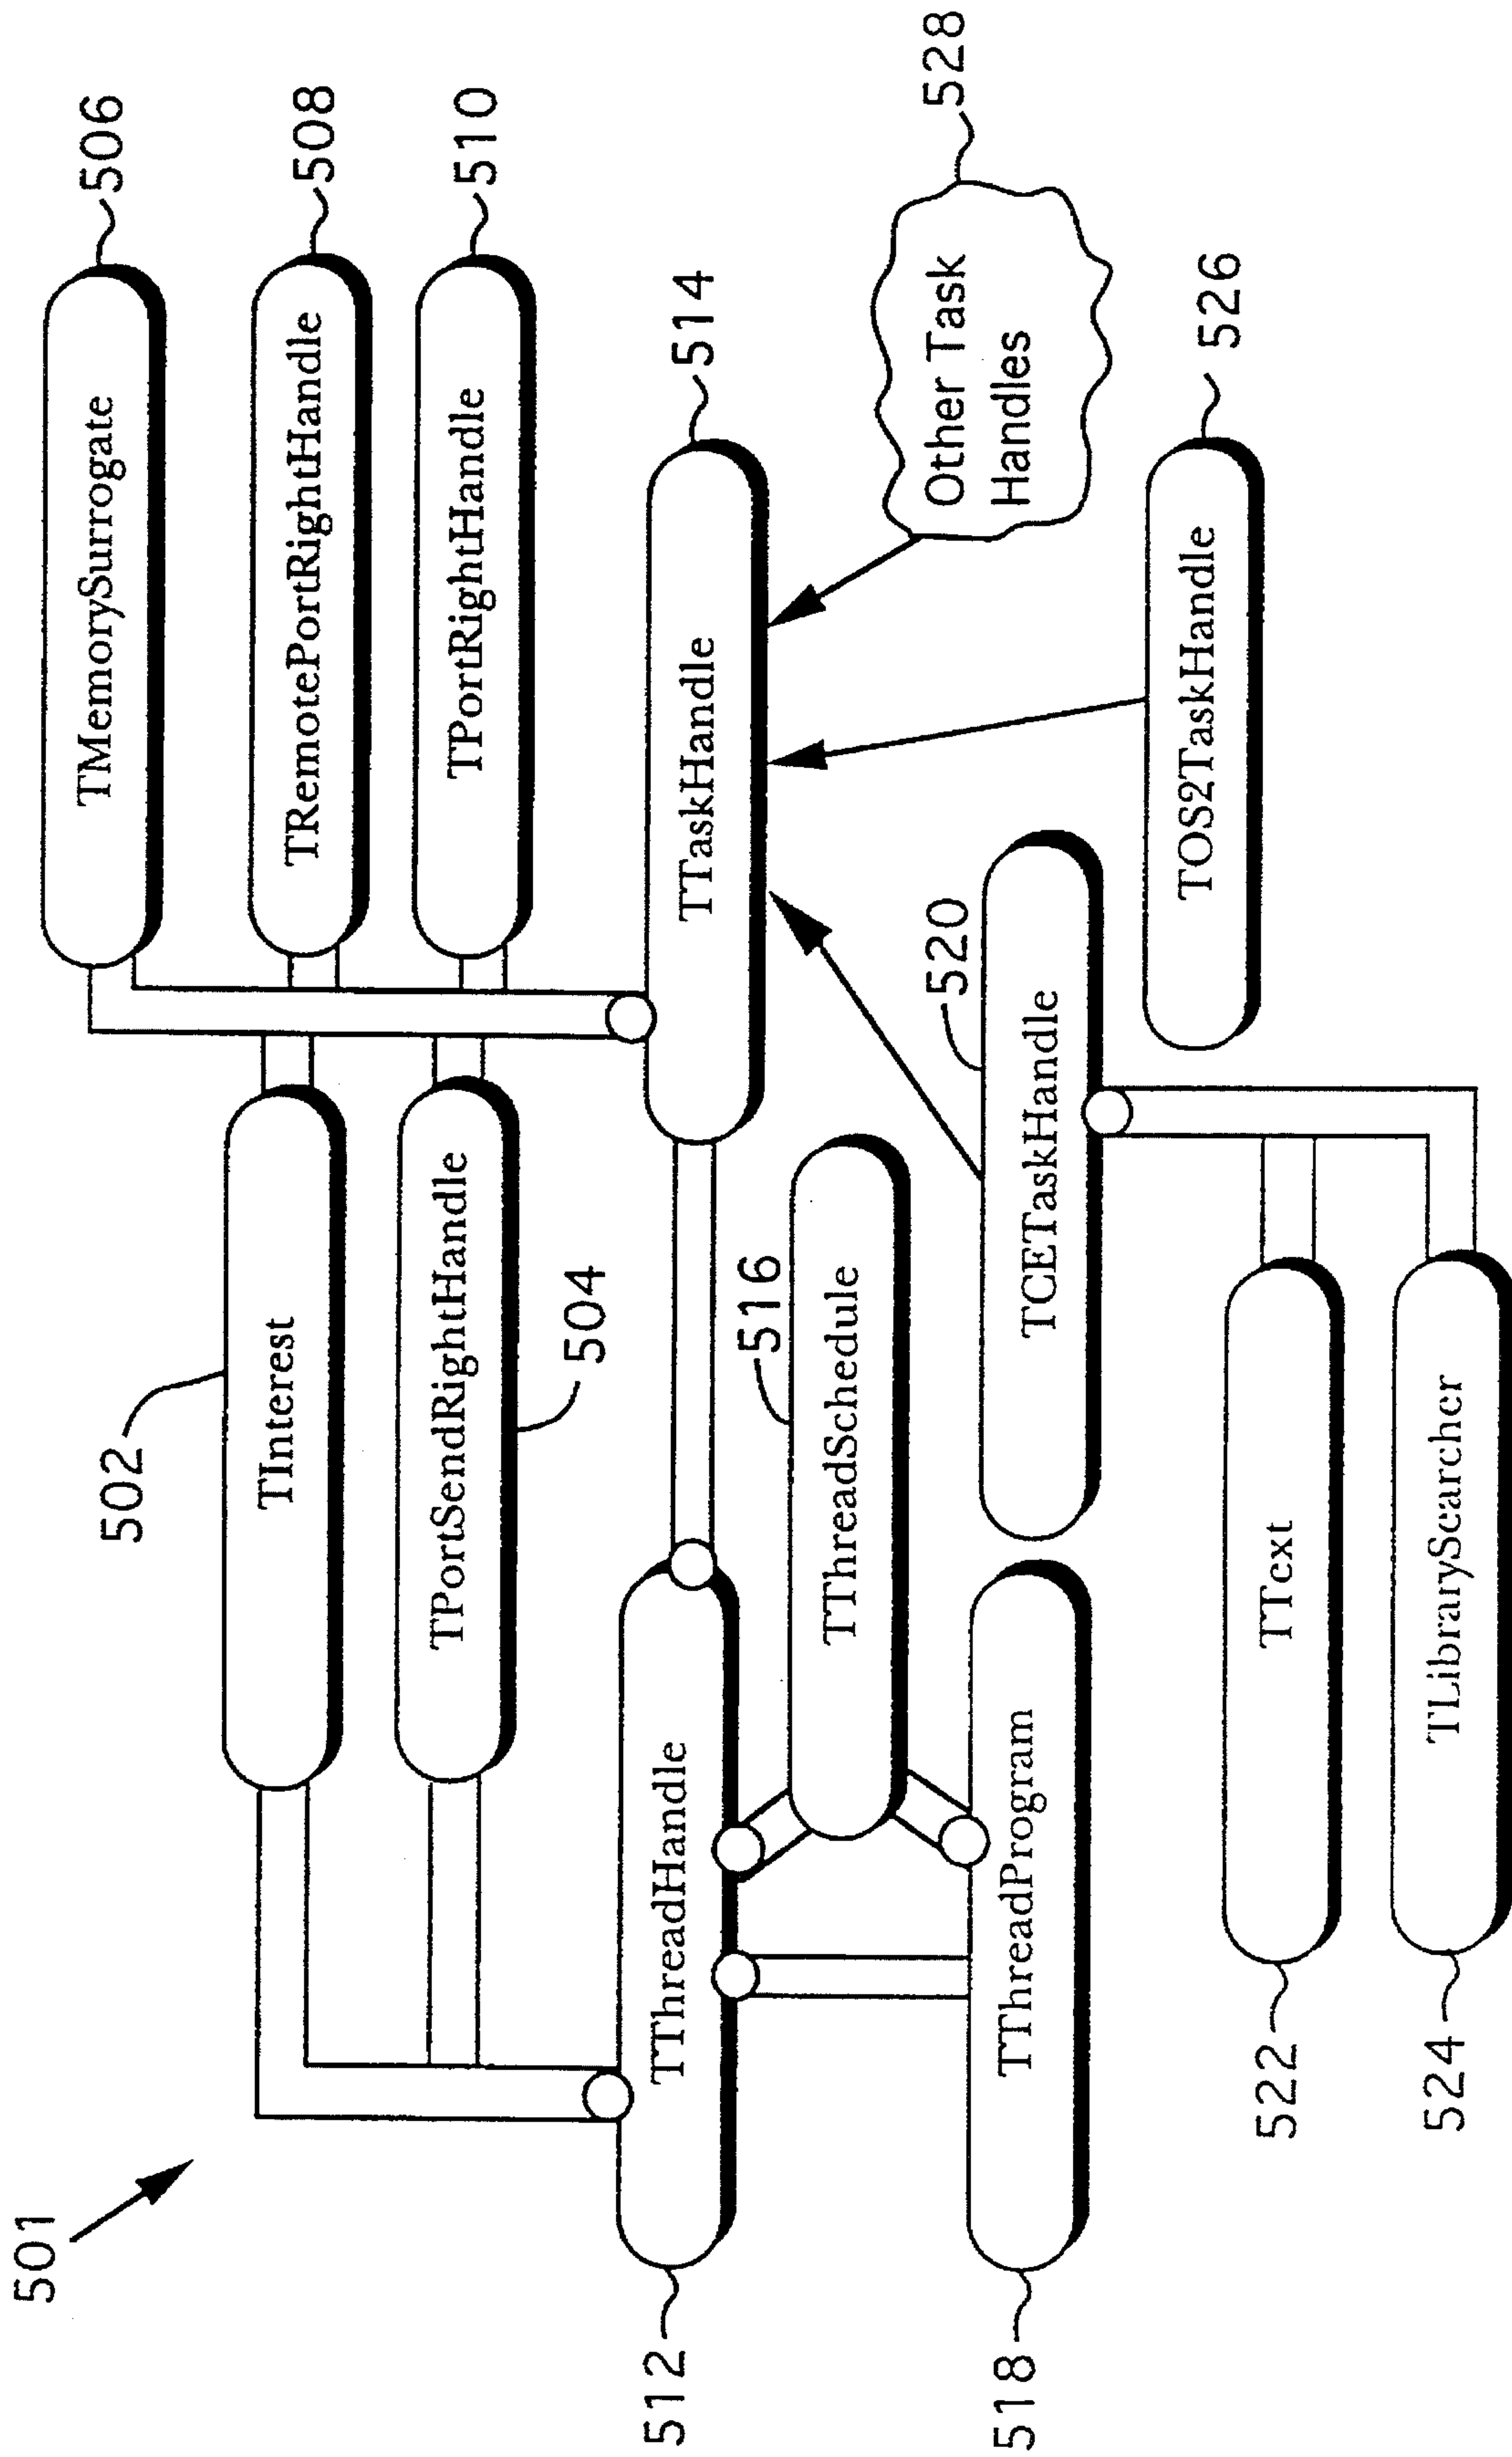 501
TMemorySurrogate
506
502
TInterest
TRemotePortRightHandle
508
TPortSendRightHandle
504
TPortRightHandle
510
512
TThreadHandle
TTaskHandle
514
516
TThreadSchedule
520
Other Task
Handles
528
518
TThreadProgram
TCETaskHandle
TOS2TaskHandle
526
522
TText
524
TLibrarySearcher